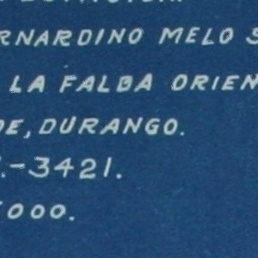 RNARDINO MELO S
LA FALDA ORIEN
DE, DURANGO.
.-3421.
000.